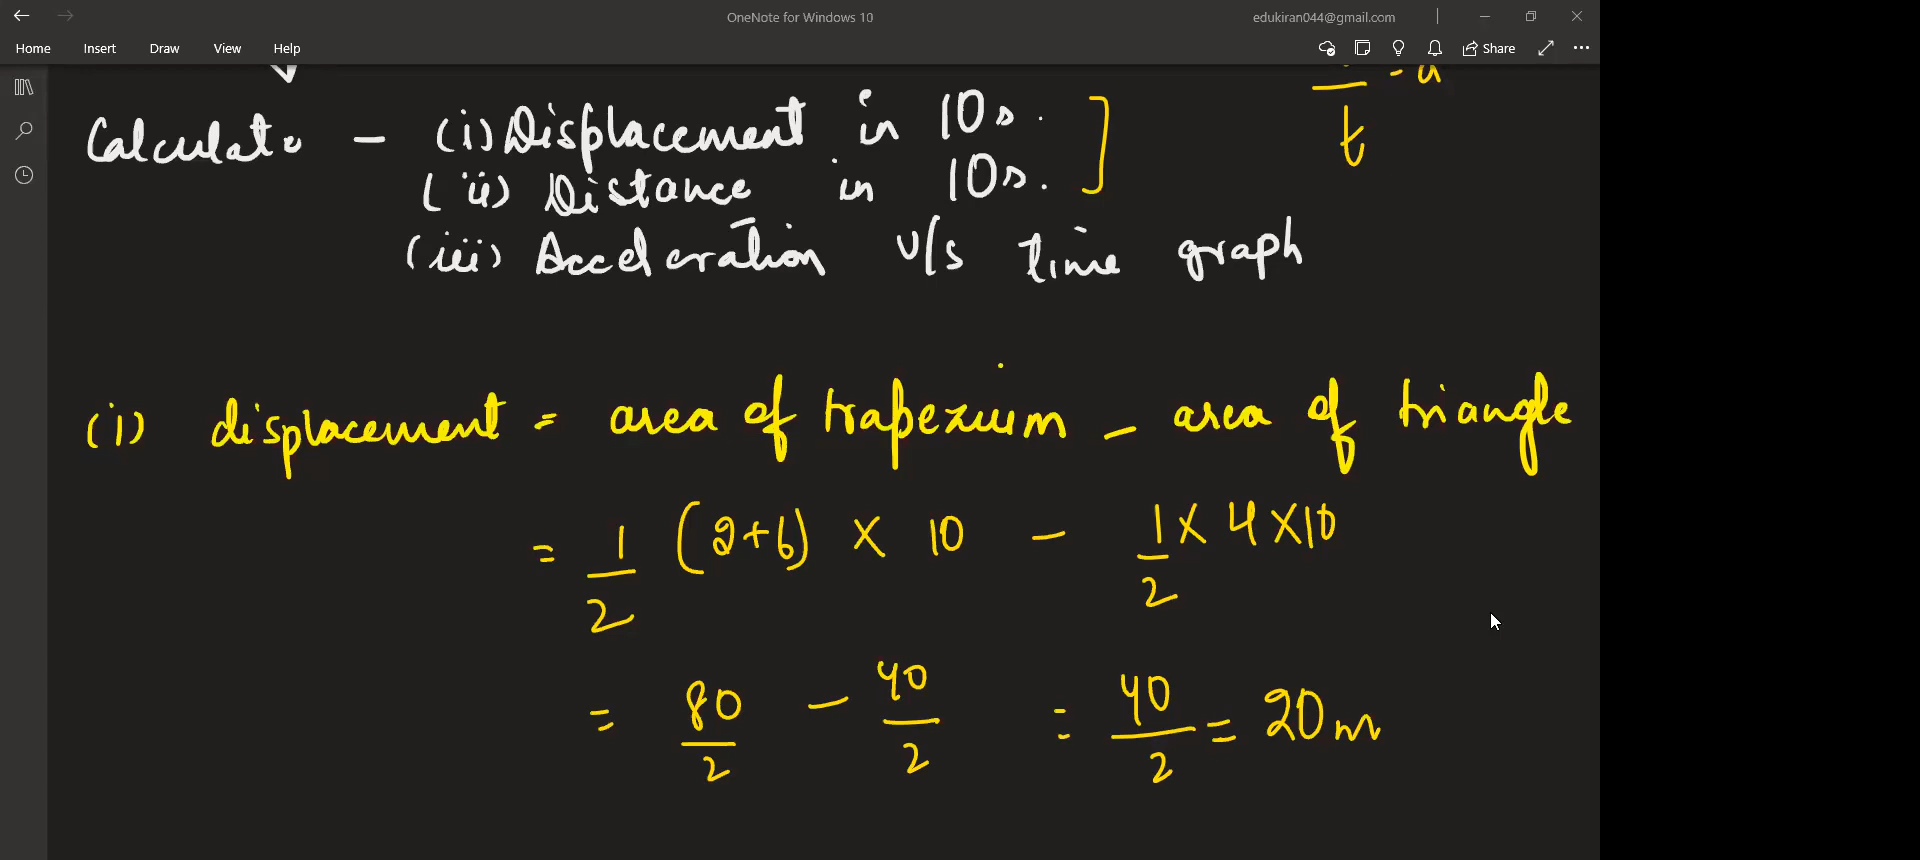 OneNote for Windows 10
edukiran044@gmail.com
Home Insert Draw View Help
Share
Calculate – (i) Displacement in 10s.
(ii) Distance in 10s.
t
(iii) Acceleration v/s time graph
(i) displacement = area of trapezium – area of triangle
= 1/2 (2+6) × 10 – 1/2 × 4 × 10
= 80/2 – 40/2 = 40/2 = 20m